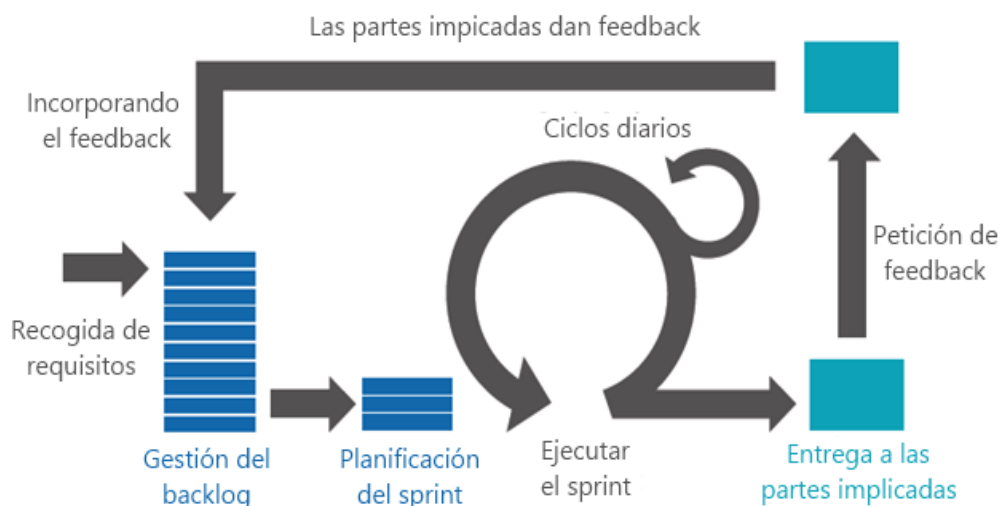 Las partes impicadas dan feedback
Incorporando
el feedback
Ciclos diarios
Petición de
feedback
Recogida de
requisitos
Gestión del
backlog
Planificación
del sprint
Ejecutar
el sprint
Entrega a las
partes implicadas